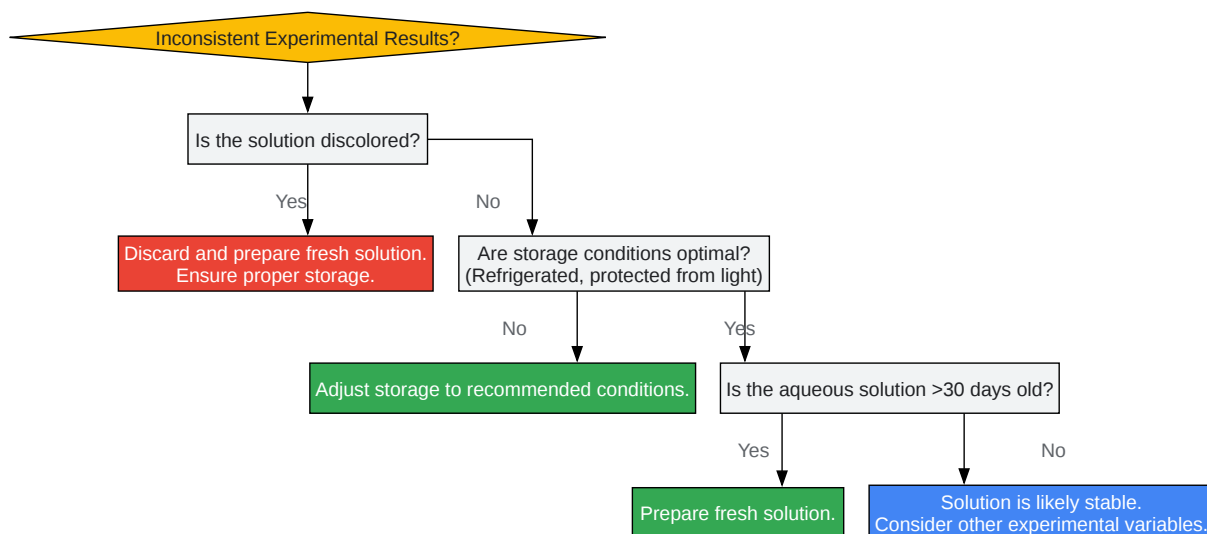 Inconsistent Experimental Results?
Is the solution discolored?
Yes
No
Discard and prepare fresh solution.
Ensure proper storage.
Are storage conditions optimal?
(Refrigerated, protected from light)
No
Yes
Adjust storage to recommended conditions.
Is the aqueous solution >30 days old?
Yes
No
Prepare fresh solution.
Solution is likely stable.
Consider other experimental variables.